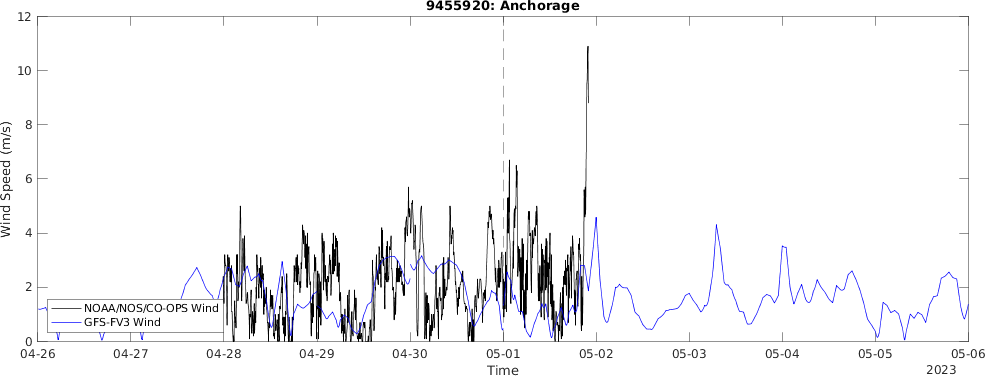 9455920: Anchorage
12
10
8
6
4
2
0
Wind Speed (m/s)
NOAA/NOS/CO-OPS Wind
GFS-FV3 Wind
04-26 04-27 04-28 04-29 04-30 05-01 05-02 05-03 05-04 05-05 05-06
Time
2023